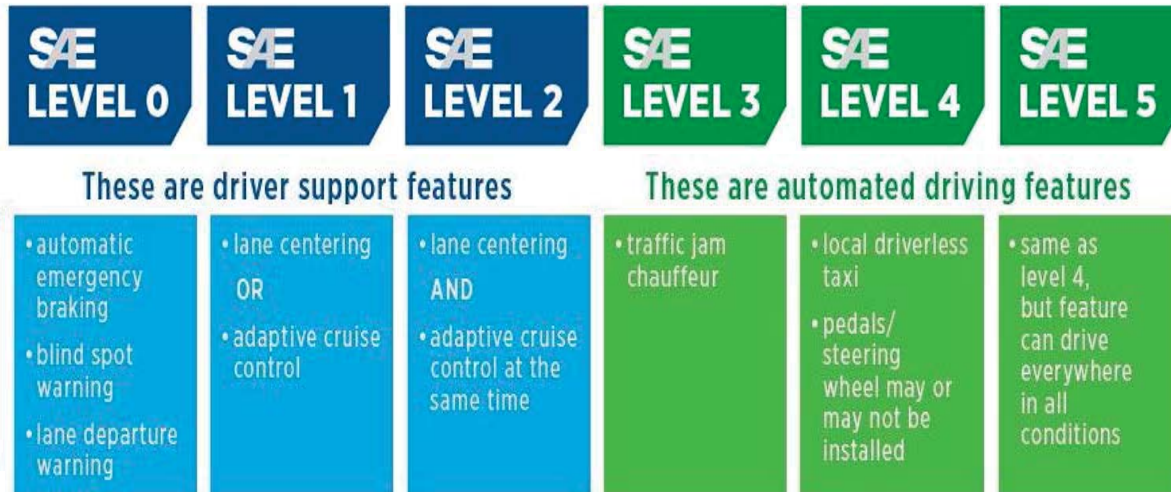 SAE
LEVEL 0
SAE
LEVEL 1
SAE
LEVEL 2
SAE
LEVEL 3
SAE
LEVEL 4
SAE
LEVEL 5
These are driver support features
These are automated driving features
• automatic
emergency
braking
• blind spot
warning
• lane departure
warning
• lane centering
OR
• adaptive cruise
control
• lane centering
AND
• adaptive cruise
control at the
same time
• traffic jam
chauffeur
• local driverless
taxi
• pedals/
steering
wheel may or
may not be
installed
• same as
level 4,
but feature
can drive
everywhere
in all
conditions